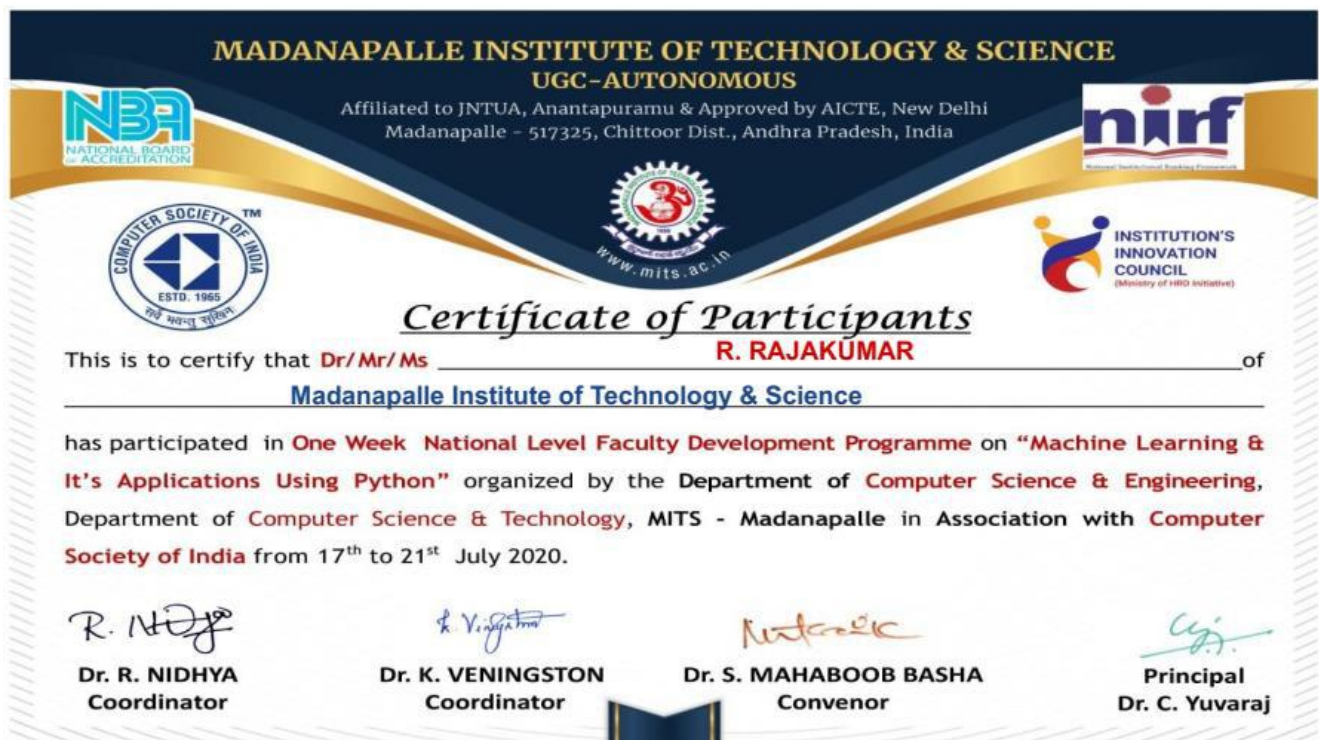 MADANAPALLE INSTITUTE OF TECHNOLOGY & SCIENCE
UGC-AUTONOMOUS
Affiliated to JNTUA, Anantapuramu & Approved by AICTE, New Delhi
Madanapalle - 517325, Chittoor Dist., Andhra Pradesh, India
NBA
NATIONAL BOARD
OF ACCREDITATION
nirf
National Institutional Ranking Framework
COMPUTER SOCIETY OF INDIA
TM
ESTD. 1965
www.mits.ac.in
INSTITUTION'S
INNOVATION
COUNCIL
(Ministry of HRD Initiative)
Certificate of Participants
This is to certify that Dr/Mr/Ms R. RAJAKUMAR of
Madanapalle Institute of Technology & Science
has participated in One Week National Level Faculty Development Programme on “Machine Learning &
It’s Applications Using Python” organized by the Department of Computer Science & Engineering,
Department of Computer Science & Technology, MITS - Madanapalle in Association with Computer
Society of India from 17th to 21st July 2020.
Dr. R. NIDHYA
Coordinator
Dr. K. VENINGSTON
Coordinator
Dr. S. MAHABOOB BASHA
Convenor
Principal
Dr. C. Yuvaraj